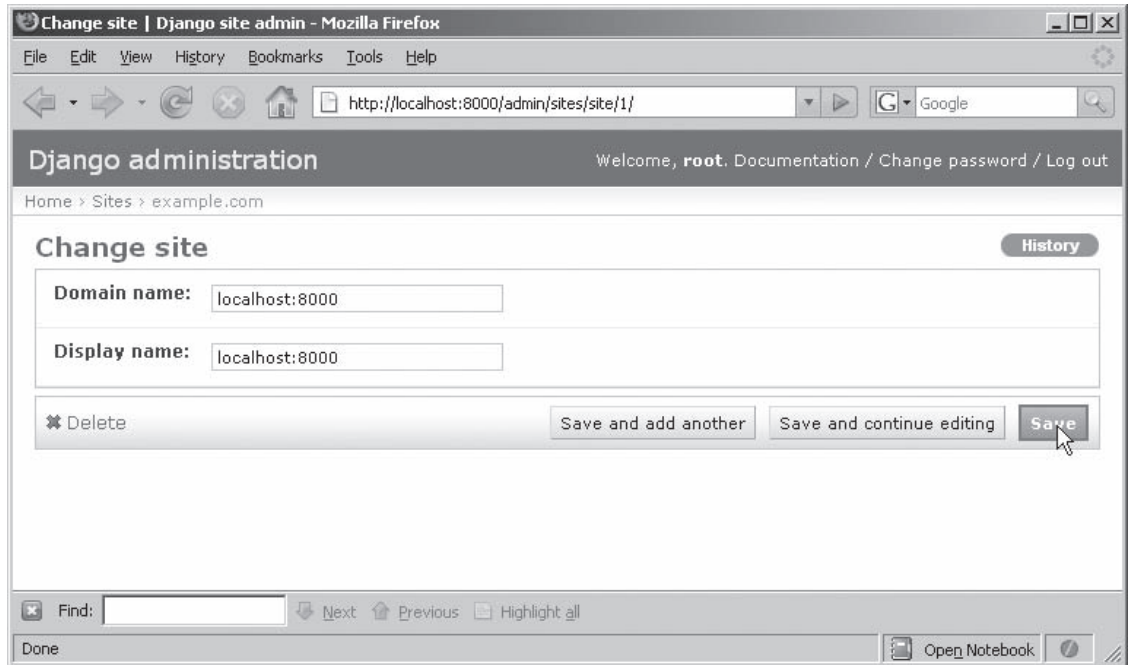 Change site | Django site admin - Mozilla Firefox
File Edit View History Bookmarks Tools Help
http://localhost:8000/admin/sites/site/1/ G Google
Django administration Welcome, root. Documentation / Change password / Log out
Home › Sites › example.com
Change site History
Domain name: localhost:8000
Display name: localhost:8000
Delete Save and add another Save and continue editing Save
Find: Next Previous Highlight all
Done Open Notebook